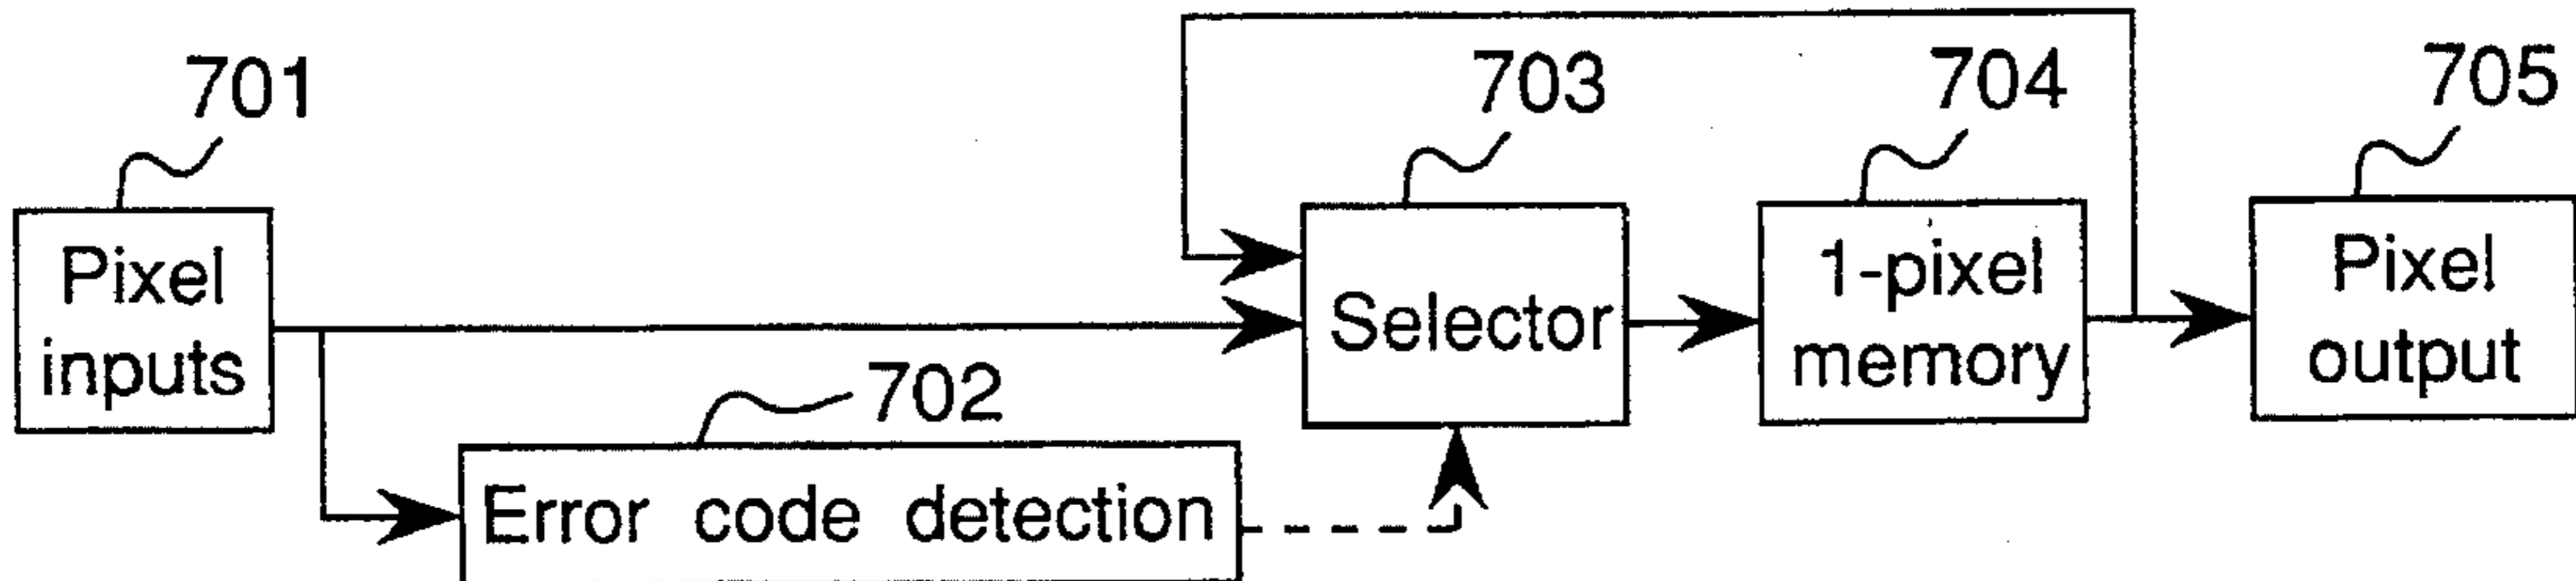 701
703
704
705
Pixel
inputs
Selector
1-pixel
memory
Pixel
output
702
Error code detection